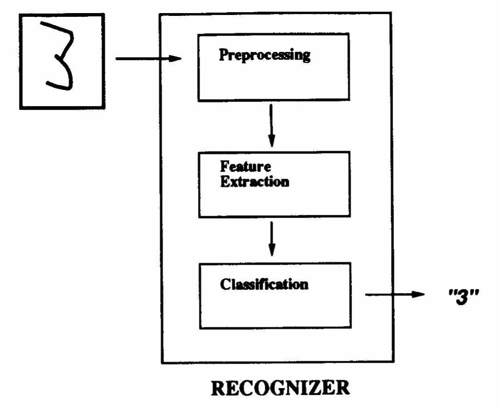 3
Preprocessing
Feature
Extraction
Classification
"3"
RECOGNIZER